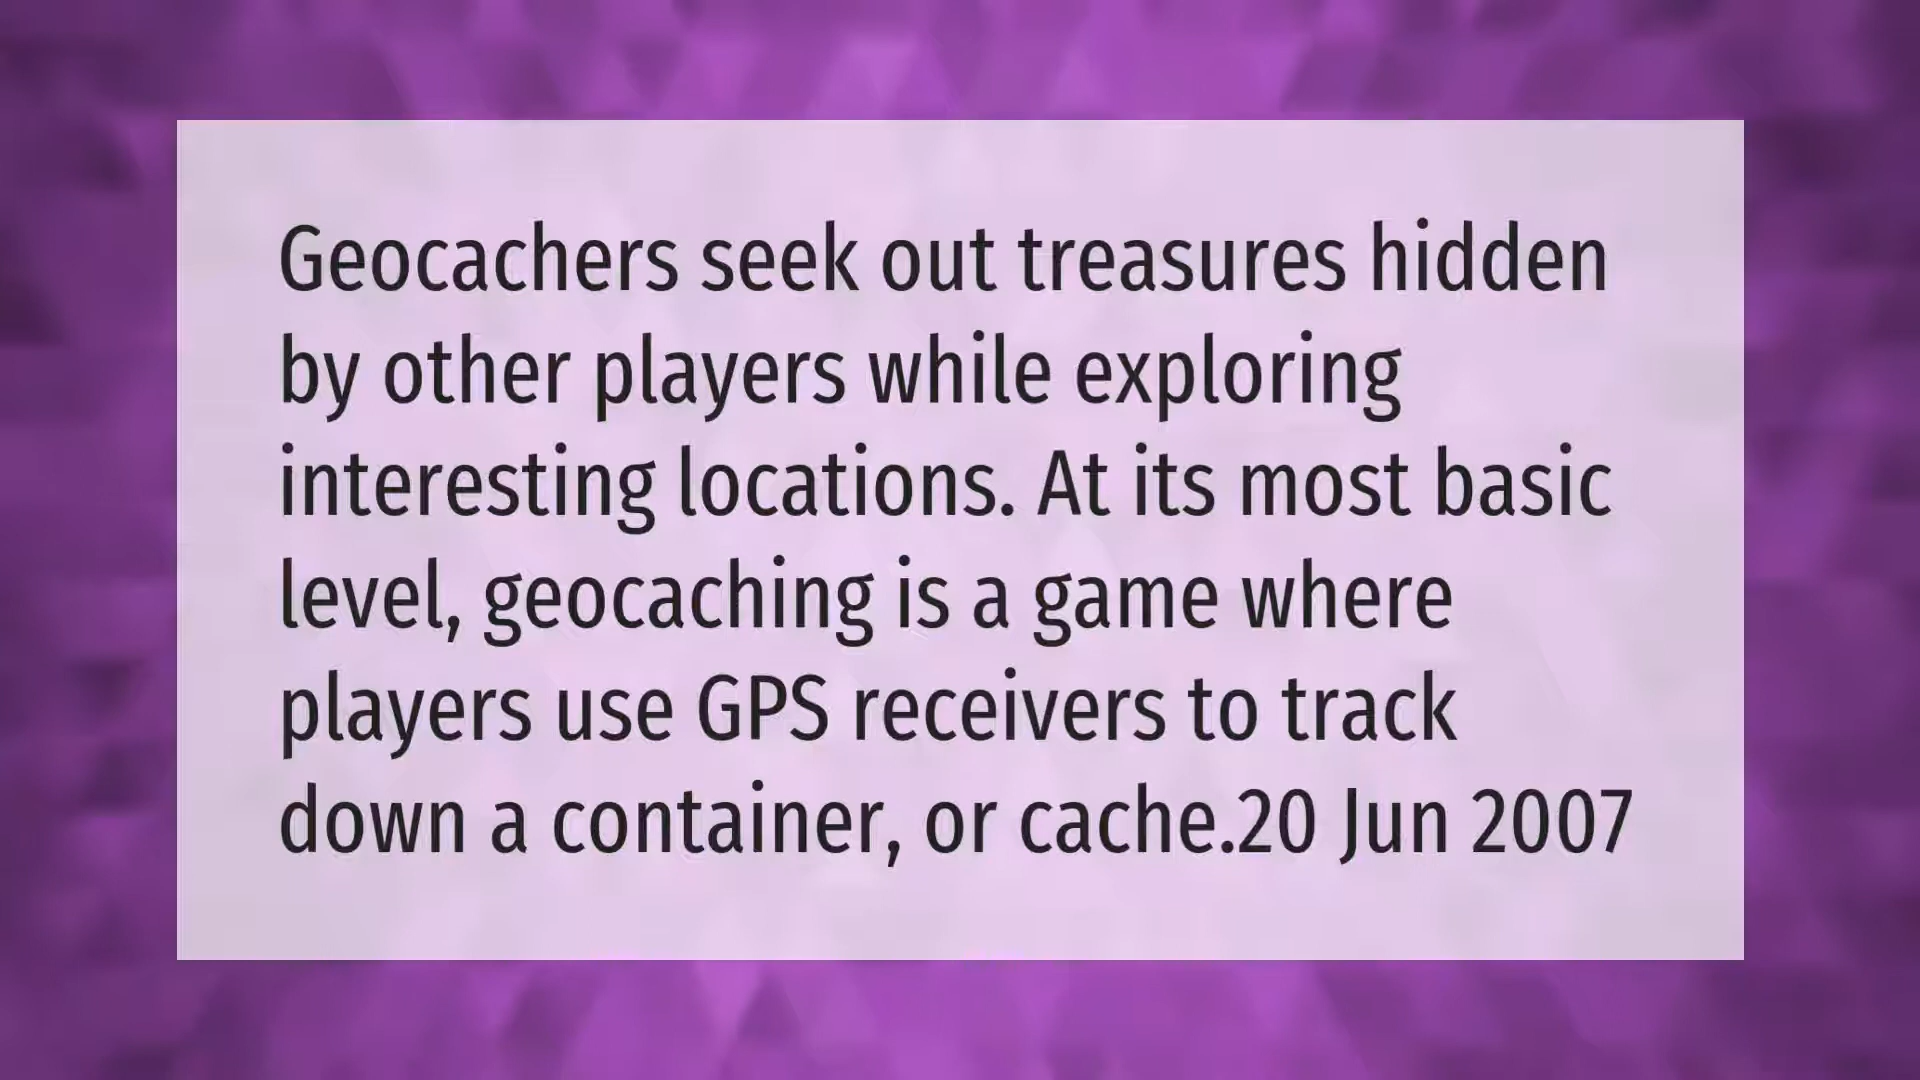 Geocachers seek out treasures hidden
by other players while exploring
interesting locations. At its most basic
level, geocaching is a game where
players use GPS receivers to track
down a container, or cache.20 Jun 2007